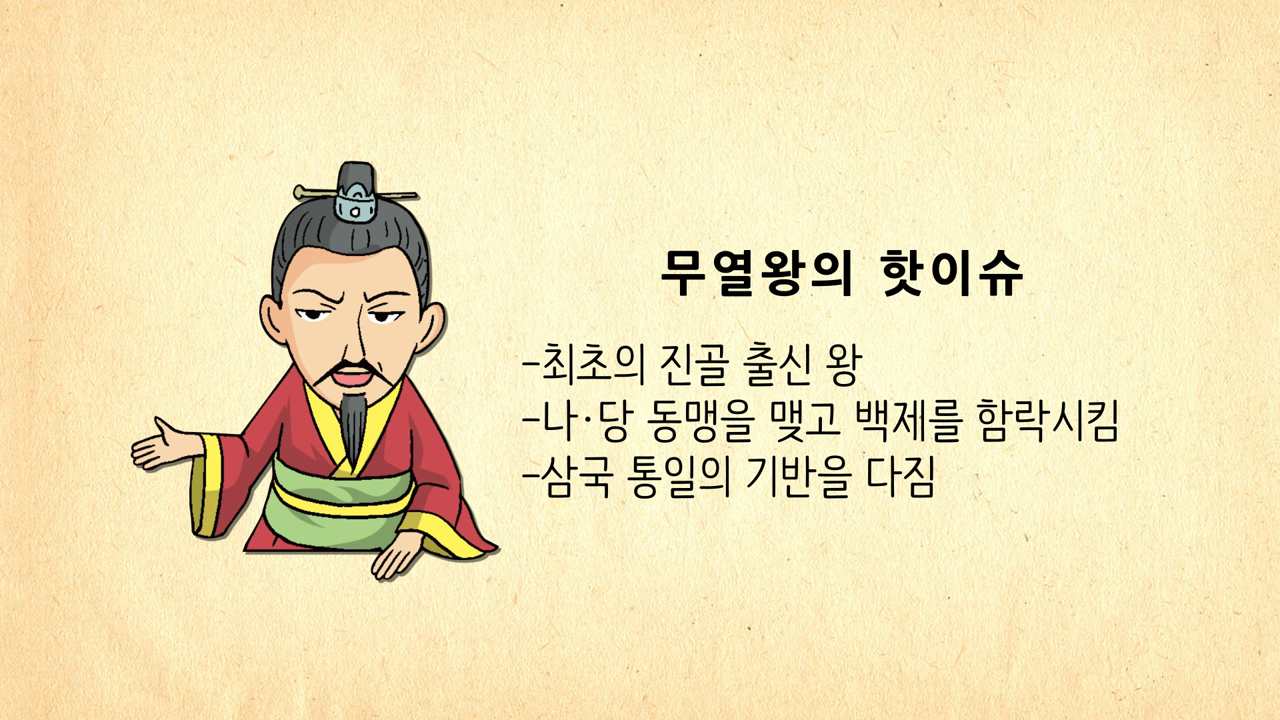 무열왕의 핫이슈
-최초의 진골 출신 왕
-나·당 동맹을 맺고 백제를 함락시킴
-삼국 통일의 기반을 다짐